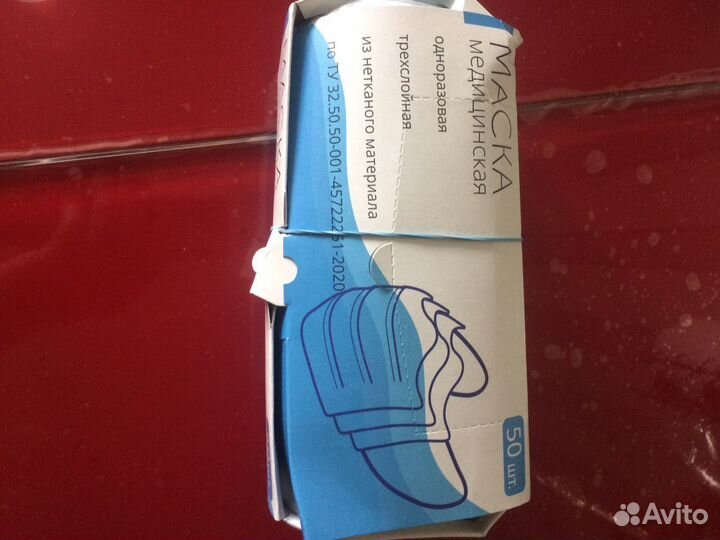 МАСКА
медицинская
одноразовая
трехслойная
из нетканого материала
по ТУ 32.50.50-001-45722251-2020
50 шт.
Avito